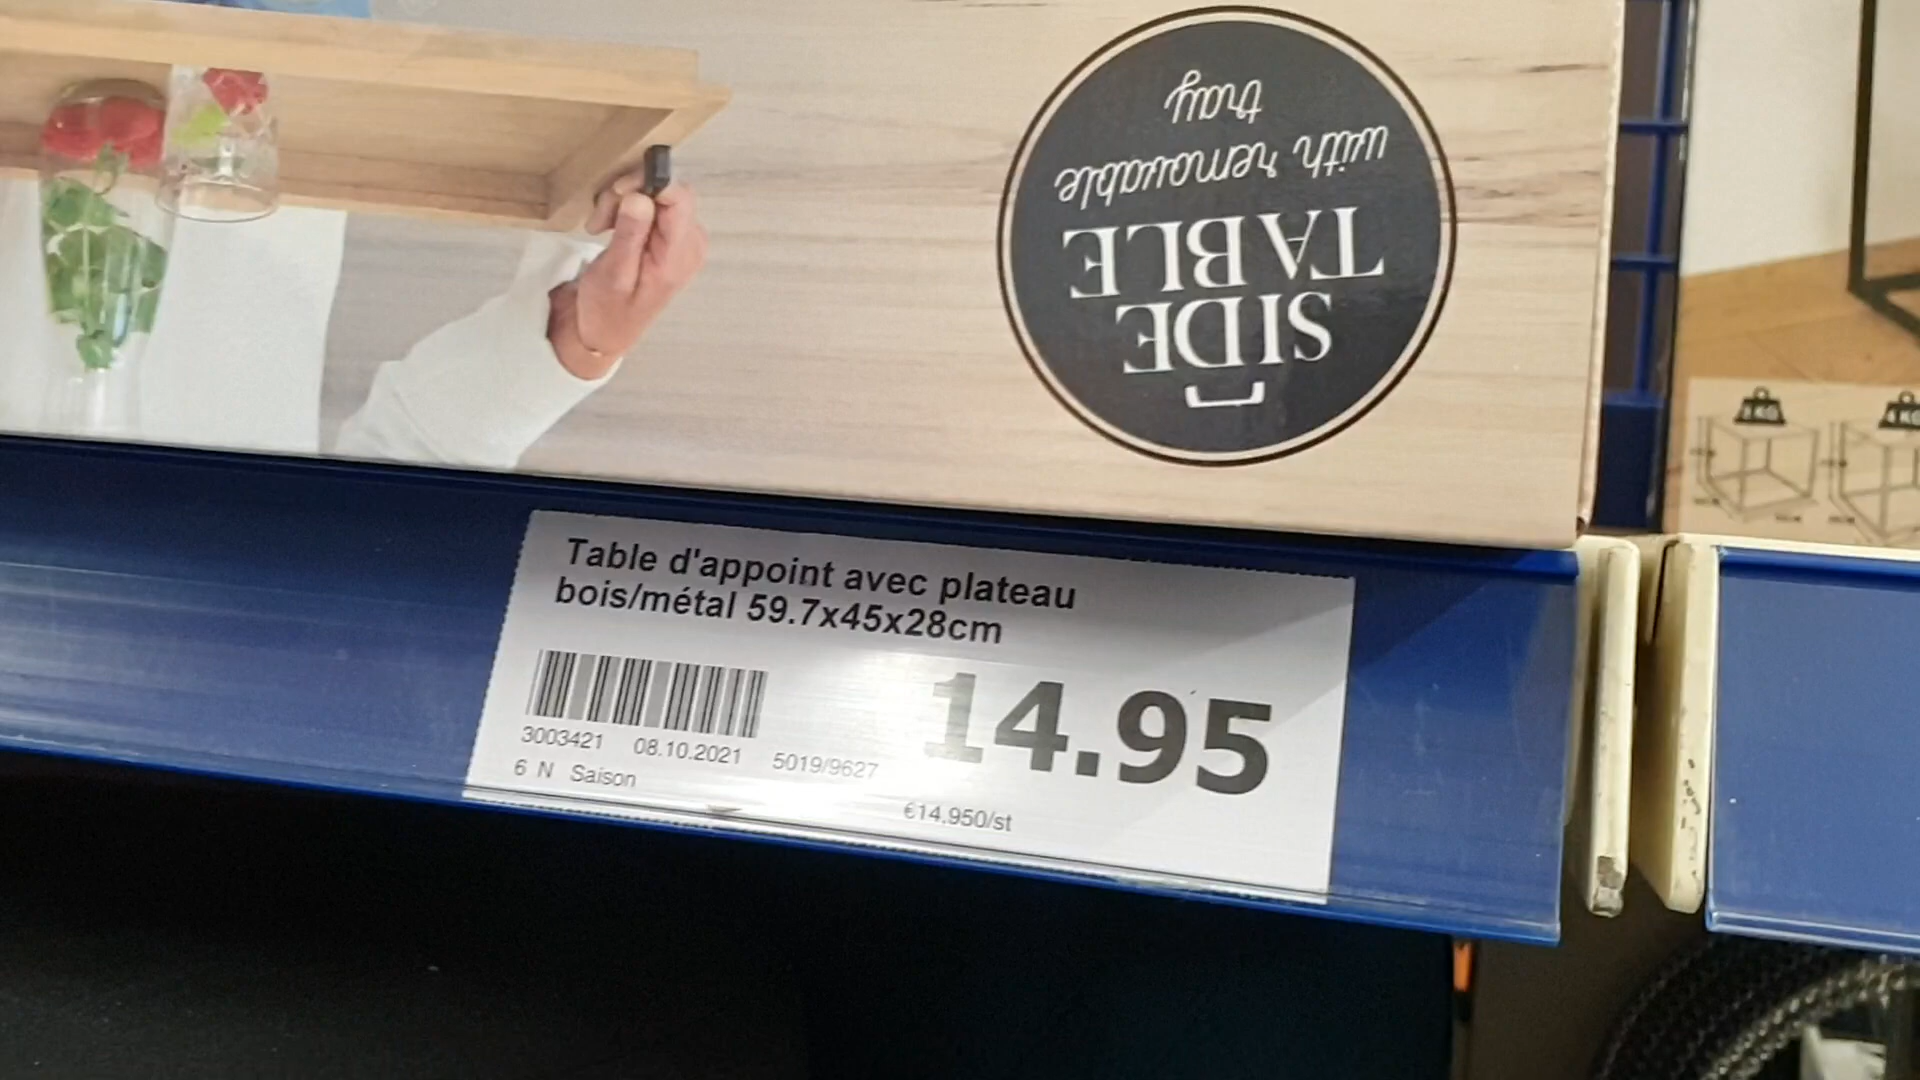 SIDE
TABLE
with removable
tray
Table d'appoint avec plateau
bois/métal 59.7x45x28cm
14.95
3003421 08.10.2021 5019/9627
6 N Saison
€14.950/st